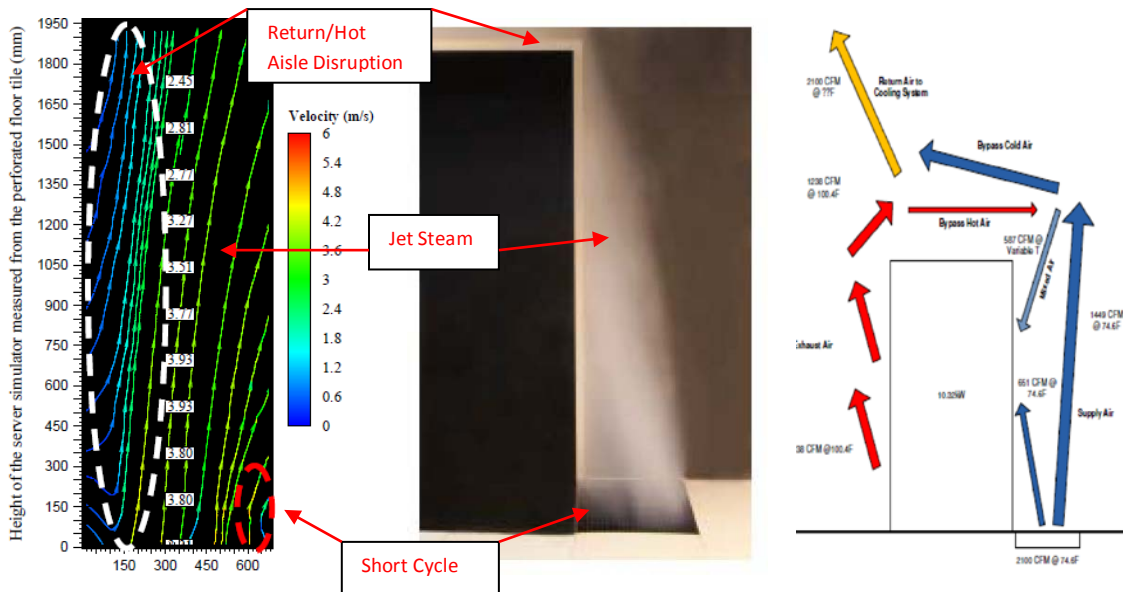 Height of the server simulator measured from the perforated floor tile (mm)
1950
1800
1650
1500
1350
1200
1050
900
750
600
450
300
150
0
150
300
450
600
2.45
2.81
2.77
3.27
3.51
3.77
3.93
3.93
3.80
3.80
Return/Hot
Aisle Disruption
Velocity (m/s)
6
5.4
4.8
4.2
3.6
3
2.4
1.8
1.2
0.6
0
Jet Steam
Short Cycle
2100 CFM
@ ??F
Return Air to
Cooling System
Bypass Cold Air
1238 CFM
@ 100.4F
Bypass Hot Air
587 CFM @
Variable T
Mixed Air
1449 CFM
@ 74.6F
Exhaust Air
651 CFM @
74.6F
10.025W
Supply Air
38 CFM @100.4F
2100 CFM @ 74.6F